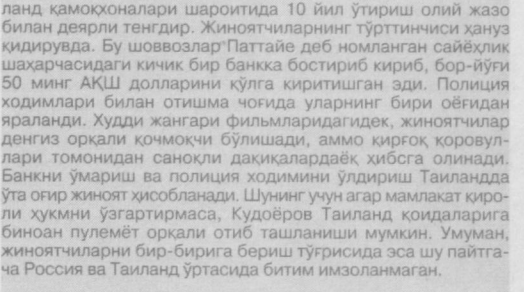 ланд қамоқхоналари шароитида 10 йил ўтириш олий жазо
билан деярли тенгдир. Жиноятчиларнинг тўрттинчиси ҳануз
қидирувда. Бу шоввозлар Паттайе деб номланган сайёҳлик
шаҳарчасидаги кичик бир банкка бостириб кириб, бор-йўғи
50 минг АҚШ долларини қўлга киритишган эди. Полиция
ходимлари билан отишма чоғида уларнинг бири оёғидан
яраланди. Худди жангари фильмларидагидек, жиноятчилар
денгиз орқали қочмоқчи бўлишади, аммо қирғоқ қоровул-
лари томонидан саноқли дақиқалардаёқ ҳибсга олинади.
Банкни ўмариш ва полиция ходимини ўлдириш Таиландда
ўта оғир жиноят ҳисобланади. Шунинг учун агар мамлакат қиро-
ли ҳукмни ўзгартирмаса, Кудоёров Таиланд қоидаларига
биноан пулемёт орқали отиб ташланиши мумкин. Умуман,
жиноятчиларни бир-бирига бериш тўғрисида эса шу пайтга-
ча Россия ва Таиланд ўртасида битим имзоланмаган.